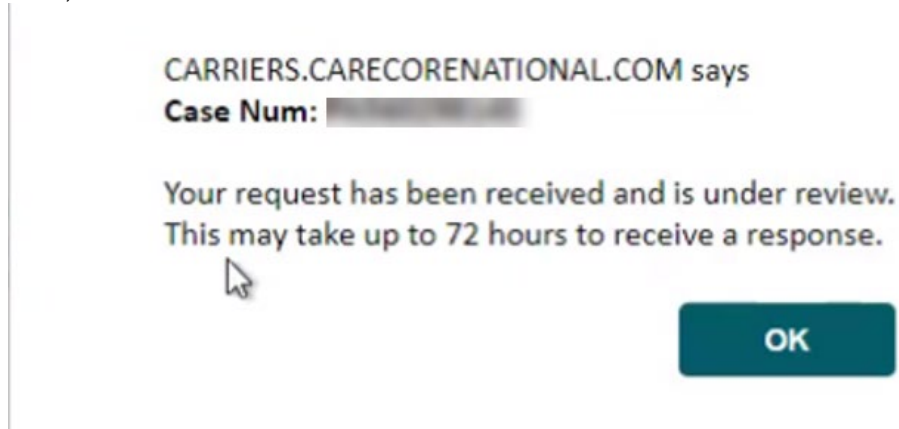 CARRIERS.CARECORENATIONAL.COM says
Case Num:
Your request has been received and is under review.
This may take up to 72 hours to receive a response.
OK